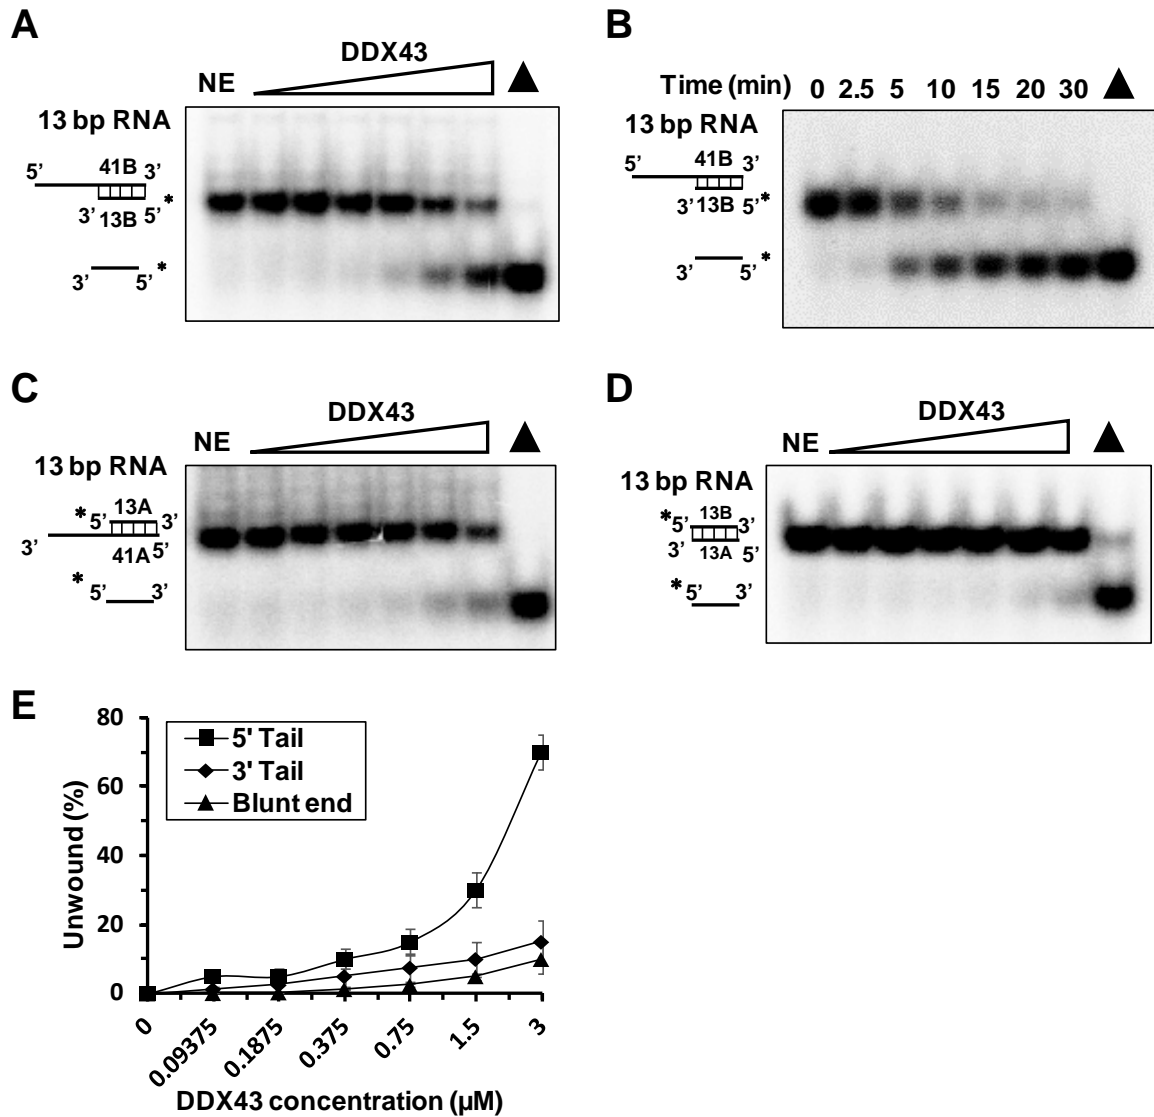 A
DDX43
NE
13 bp RNA
5’ 41B 3’
3’ 13B 5’ *
3’ 5’ *
B
Time (min) 0 2.5 5 10 15 20 30
13 bp RNA
5’ 41B 3’
3’ 13B 5’*
3’ 5’ *
C
DDX43
NE
13 bp RNA
* 5’ 13A 3’
3’ 41A 5’
* 5’ 3’
D
DDX43
NE
13 bp RNA
*5’ 13B 3’
3’ 13A 5’
* 5’ 3’
E
80
60
40
20
0
Unwound (%)
5' Tail
3' Tail
Blunt end
0 0.09375 0.1875 0.375 0.75 1.5 3
DDX43 concentration (µM)